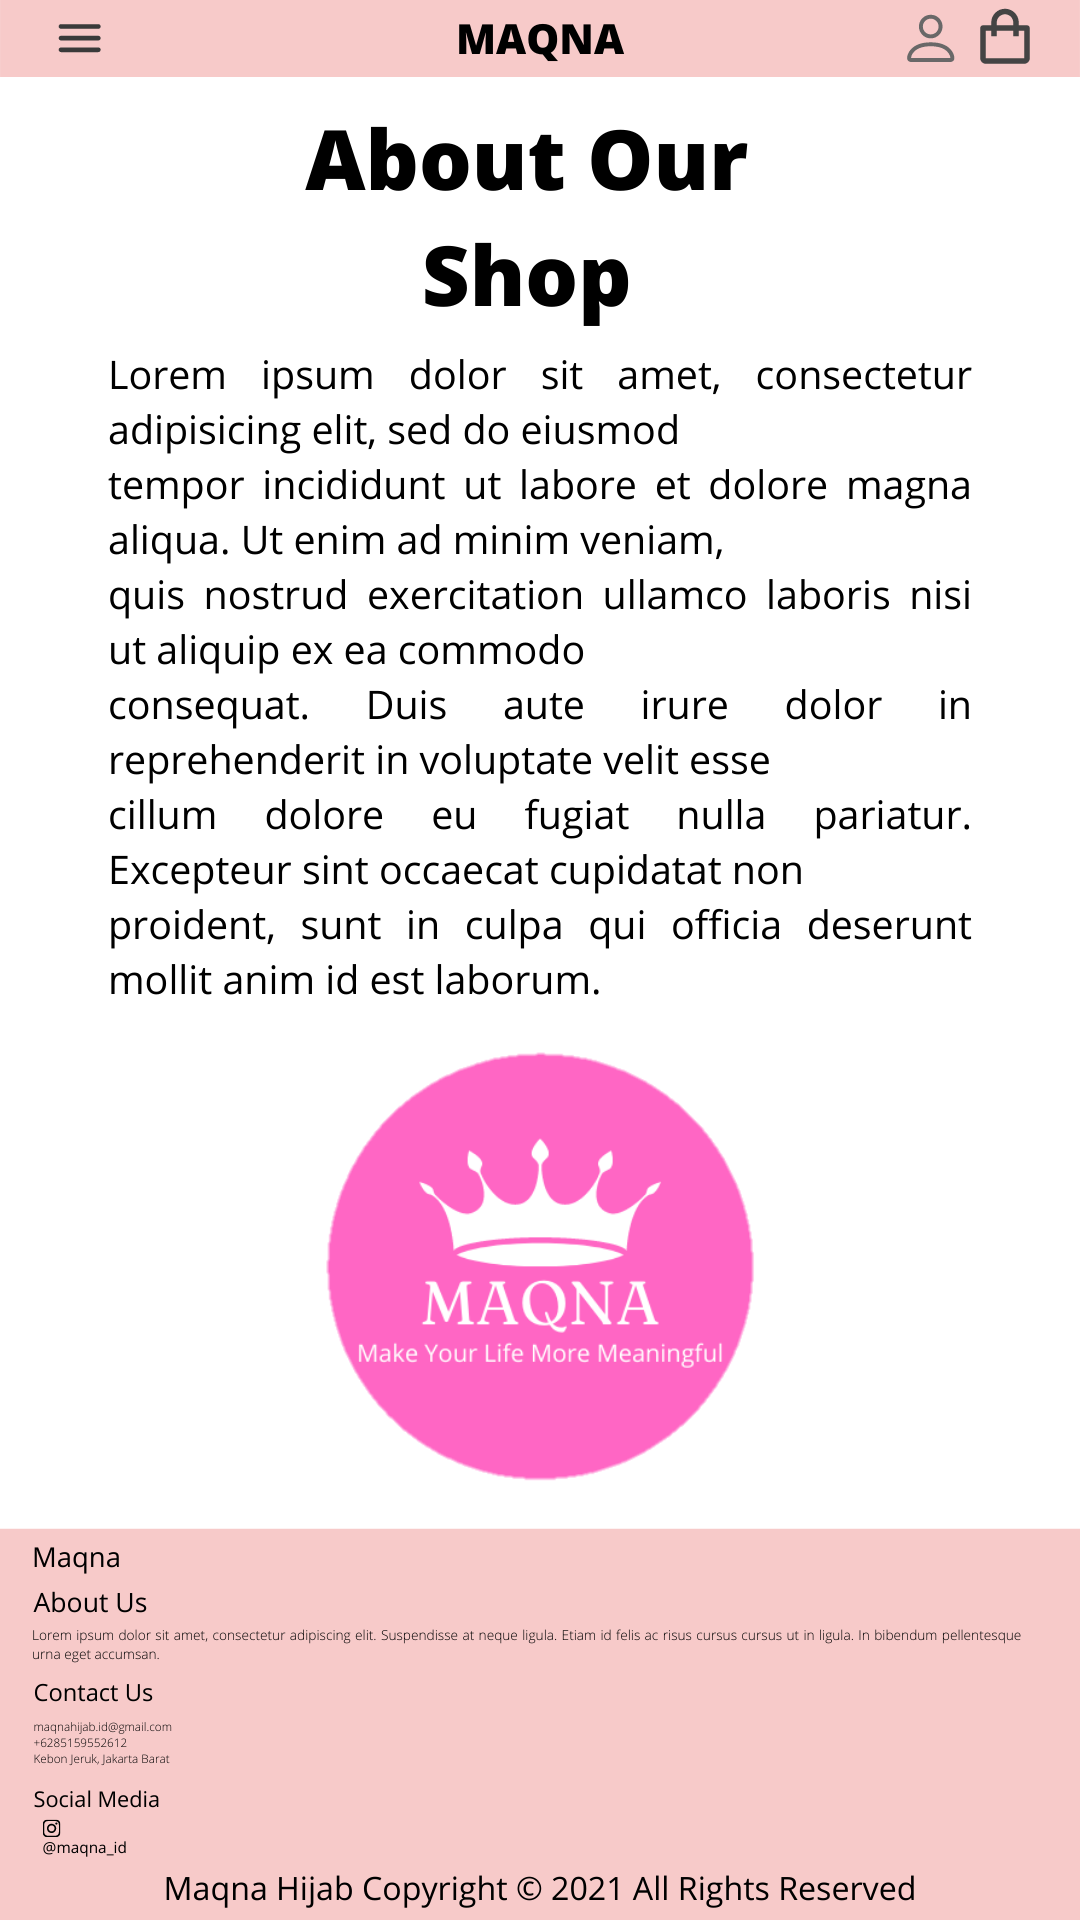 MAQNA
About Our
Shop
Lorem ipsum dolor sit amet, consectetur
adipisicing elit, sed do eiusmod
tempor incididunt ut labore et dolore magna
aliqua. Ut enim ad minim veniam,
quis nostrud exercitation ullamco laboris nisi
ut aliquip ex ea commodo
consequat. Duis aute irure dolor in
reprehenderit in voluptate velit esse
cillum dolore eu fugiat nulla pariatur.
Excepteur sint occaecat cupidatat non
proident, sunt in culpa qui officia deserunt
mollit anim id est laborum.
MAQNA
Make Your Life More Meaningful
Maqna
About Us
Lorem ipsum dolor sit amet, consectetur adipiscing elit. Suspendisse at neque ligula. Etiam id felis ac risus cursus cursus ut in ligula. In bibendum pellentesque
urna eget accumsan.
Contact Us
maqnahijab.id@gmail.com
+6285159552612
Kebon Jeruk, Jakarta Barat
Social Media
@maqna_id
Maqna Hijab Copyright © 2021 All Rights Reserved